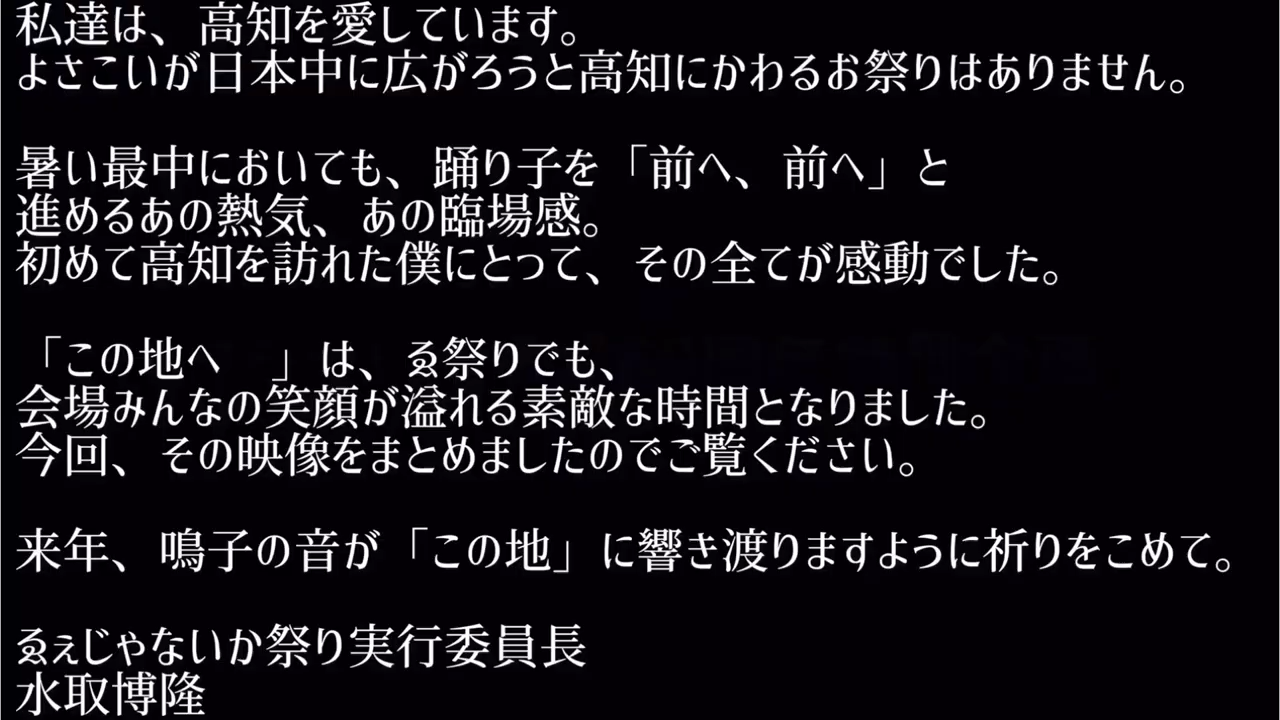 私達は、高知を愛しています。
よさこいが日本中に広がろうと高知にかわるお祭りはありません。
暑い最中においても、踊り子を「前へ、前へ」と
進めるあの熱気、あの臨場感。
初めて高知を訪れた僕にとって、その全てが感動でした。
「この地へ　」は、ゑ祭りでも、
会場みんなの笑顔が溢れる素敵な時間となりました。
今回、その映像をまとめましたのでご覧ください。
来年、鳴子の音が「この地」に響き渡りますように祈りをこめて。
ゑぇじゃないか祭り実行委員長
水取博隆